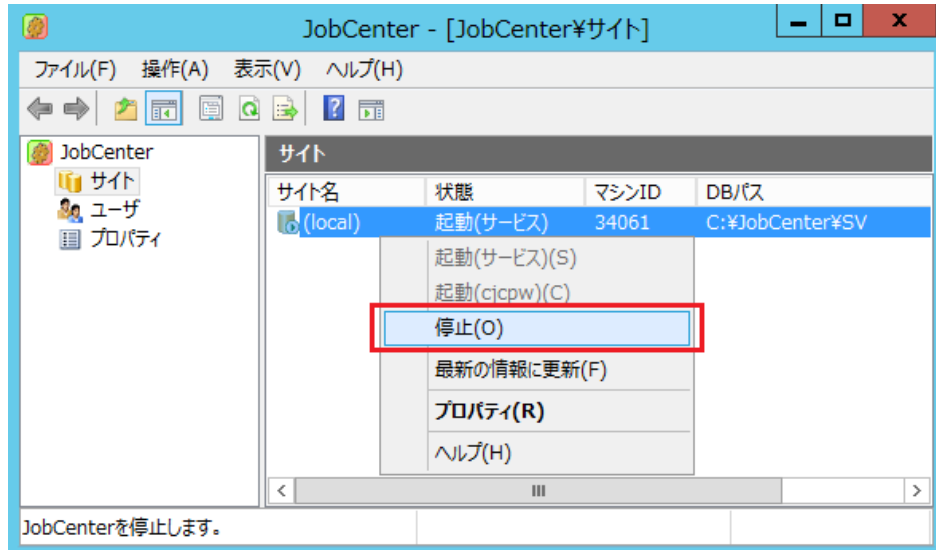 JobCenter - [JobCenter¥サイト]
ファイル(F) 操作(A) 表示(V) ヘルプ(H)
JobCenter
サイト
ユーザ
プロパティ
サイト
サイト名 状態 マシンID DBパス
(local) 起動(サービス) 34061 C:¥JobCenter¥SV
起動(サービス)(S)
起動(cjcpw)(C)
停止(O)
最新の情報に更新(F)
プロパティ(R)
ヘルプ(H)
JobCenterを停止します。